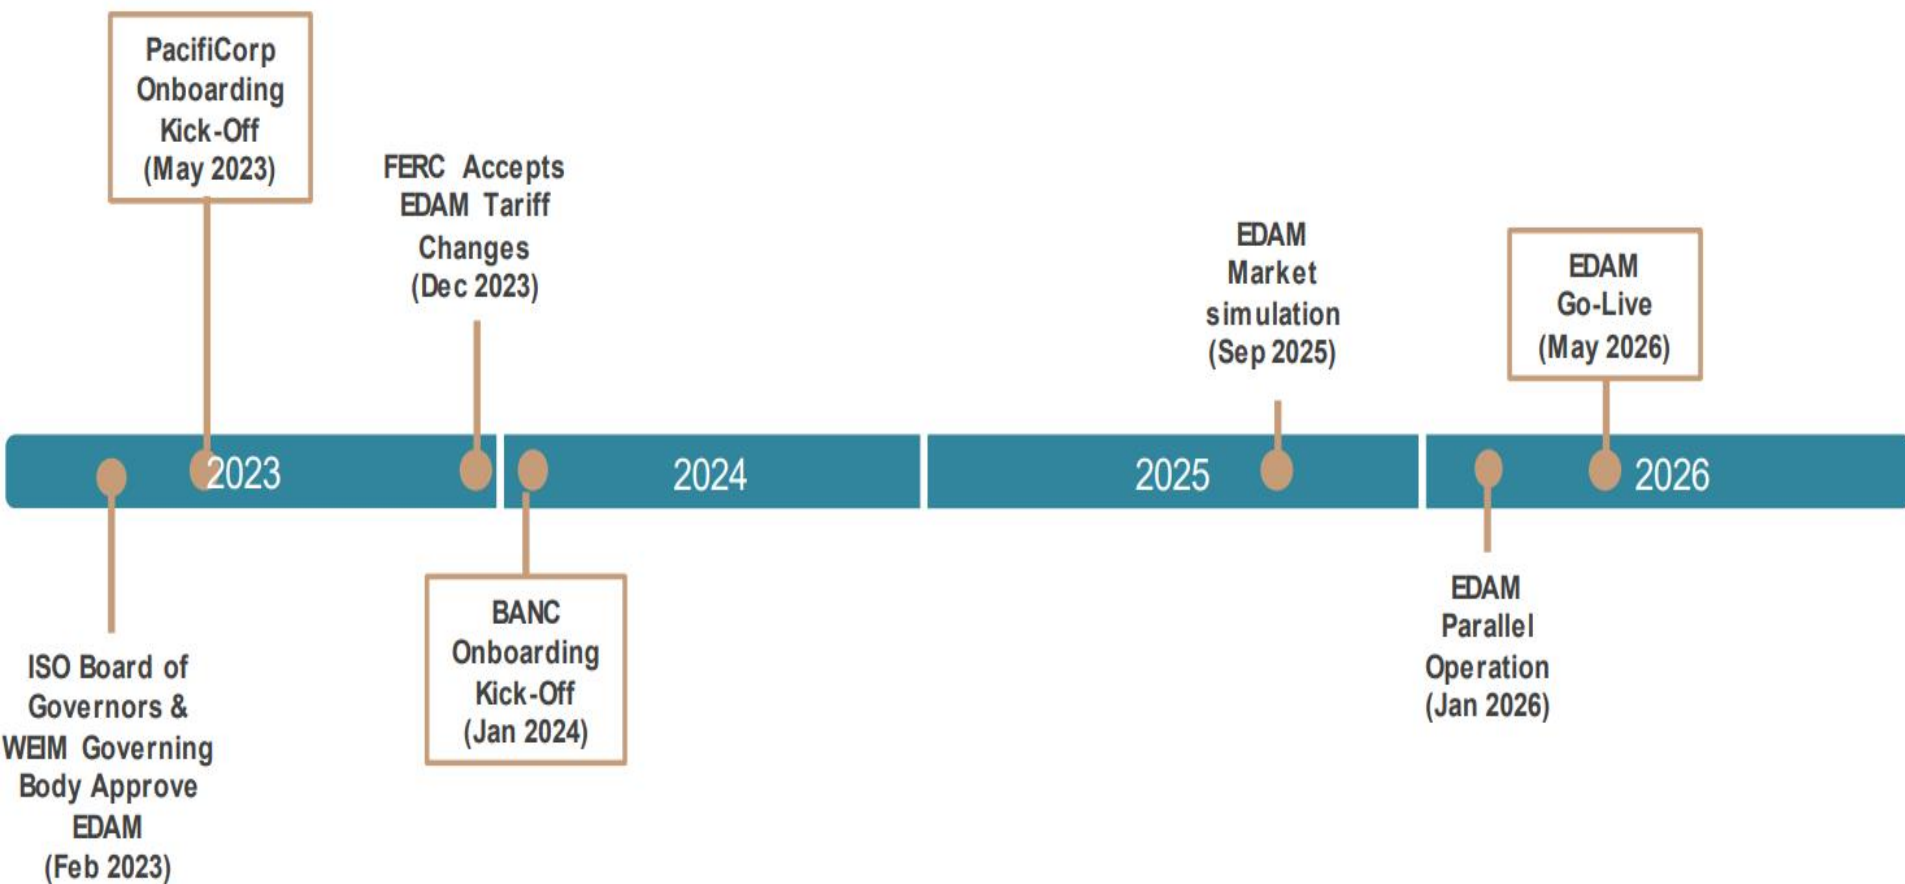 PacifiCorp
Onboarding
Kick-Off
(May 2023)
FERC Accepts
EDAM Tariff
Changes
(Dec 2023)
EDAM
Market
simulation
(Sep 2025)
EDAM
Go-Live
(May 2026)
2023
2024
2025
2026
ISO Board of
Governors &
WEIM Governing
Body Approve
EDAM
(Feb 2023)
BANC
Onboarding
Kick-Off
(Jan 2024)
EDAM
Parallel
Operation
(Jan 2026)